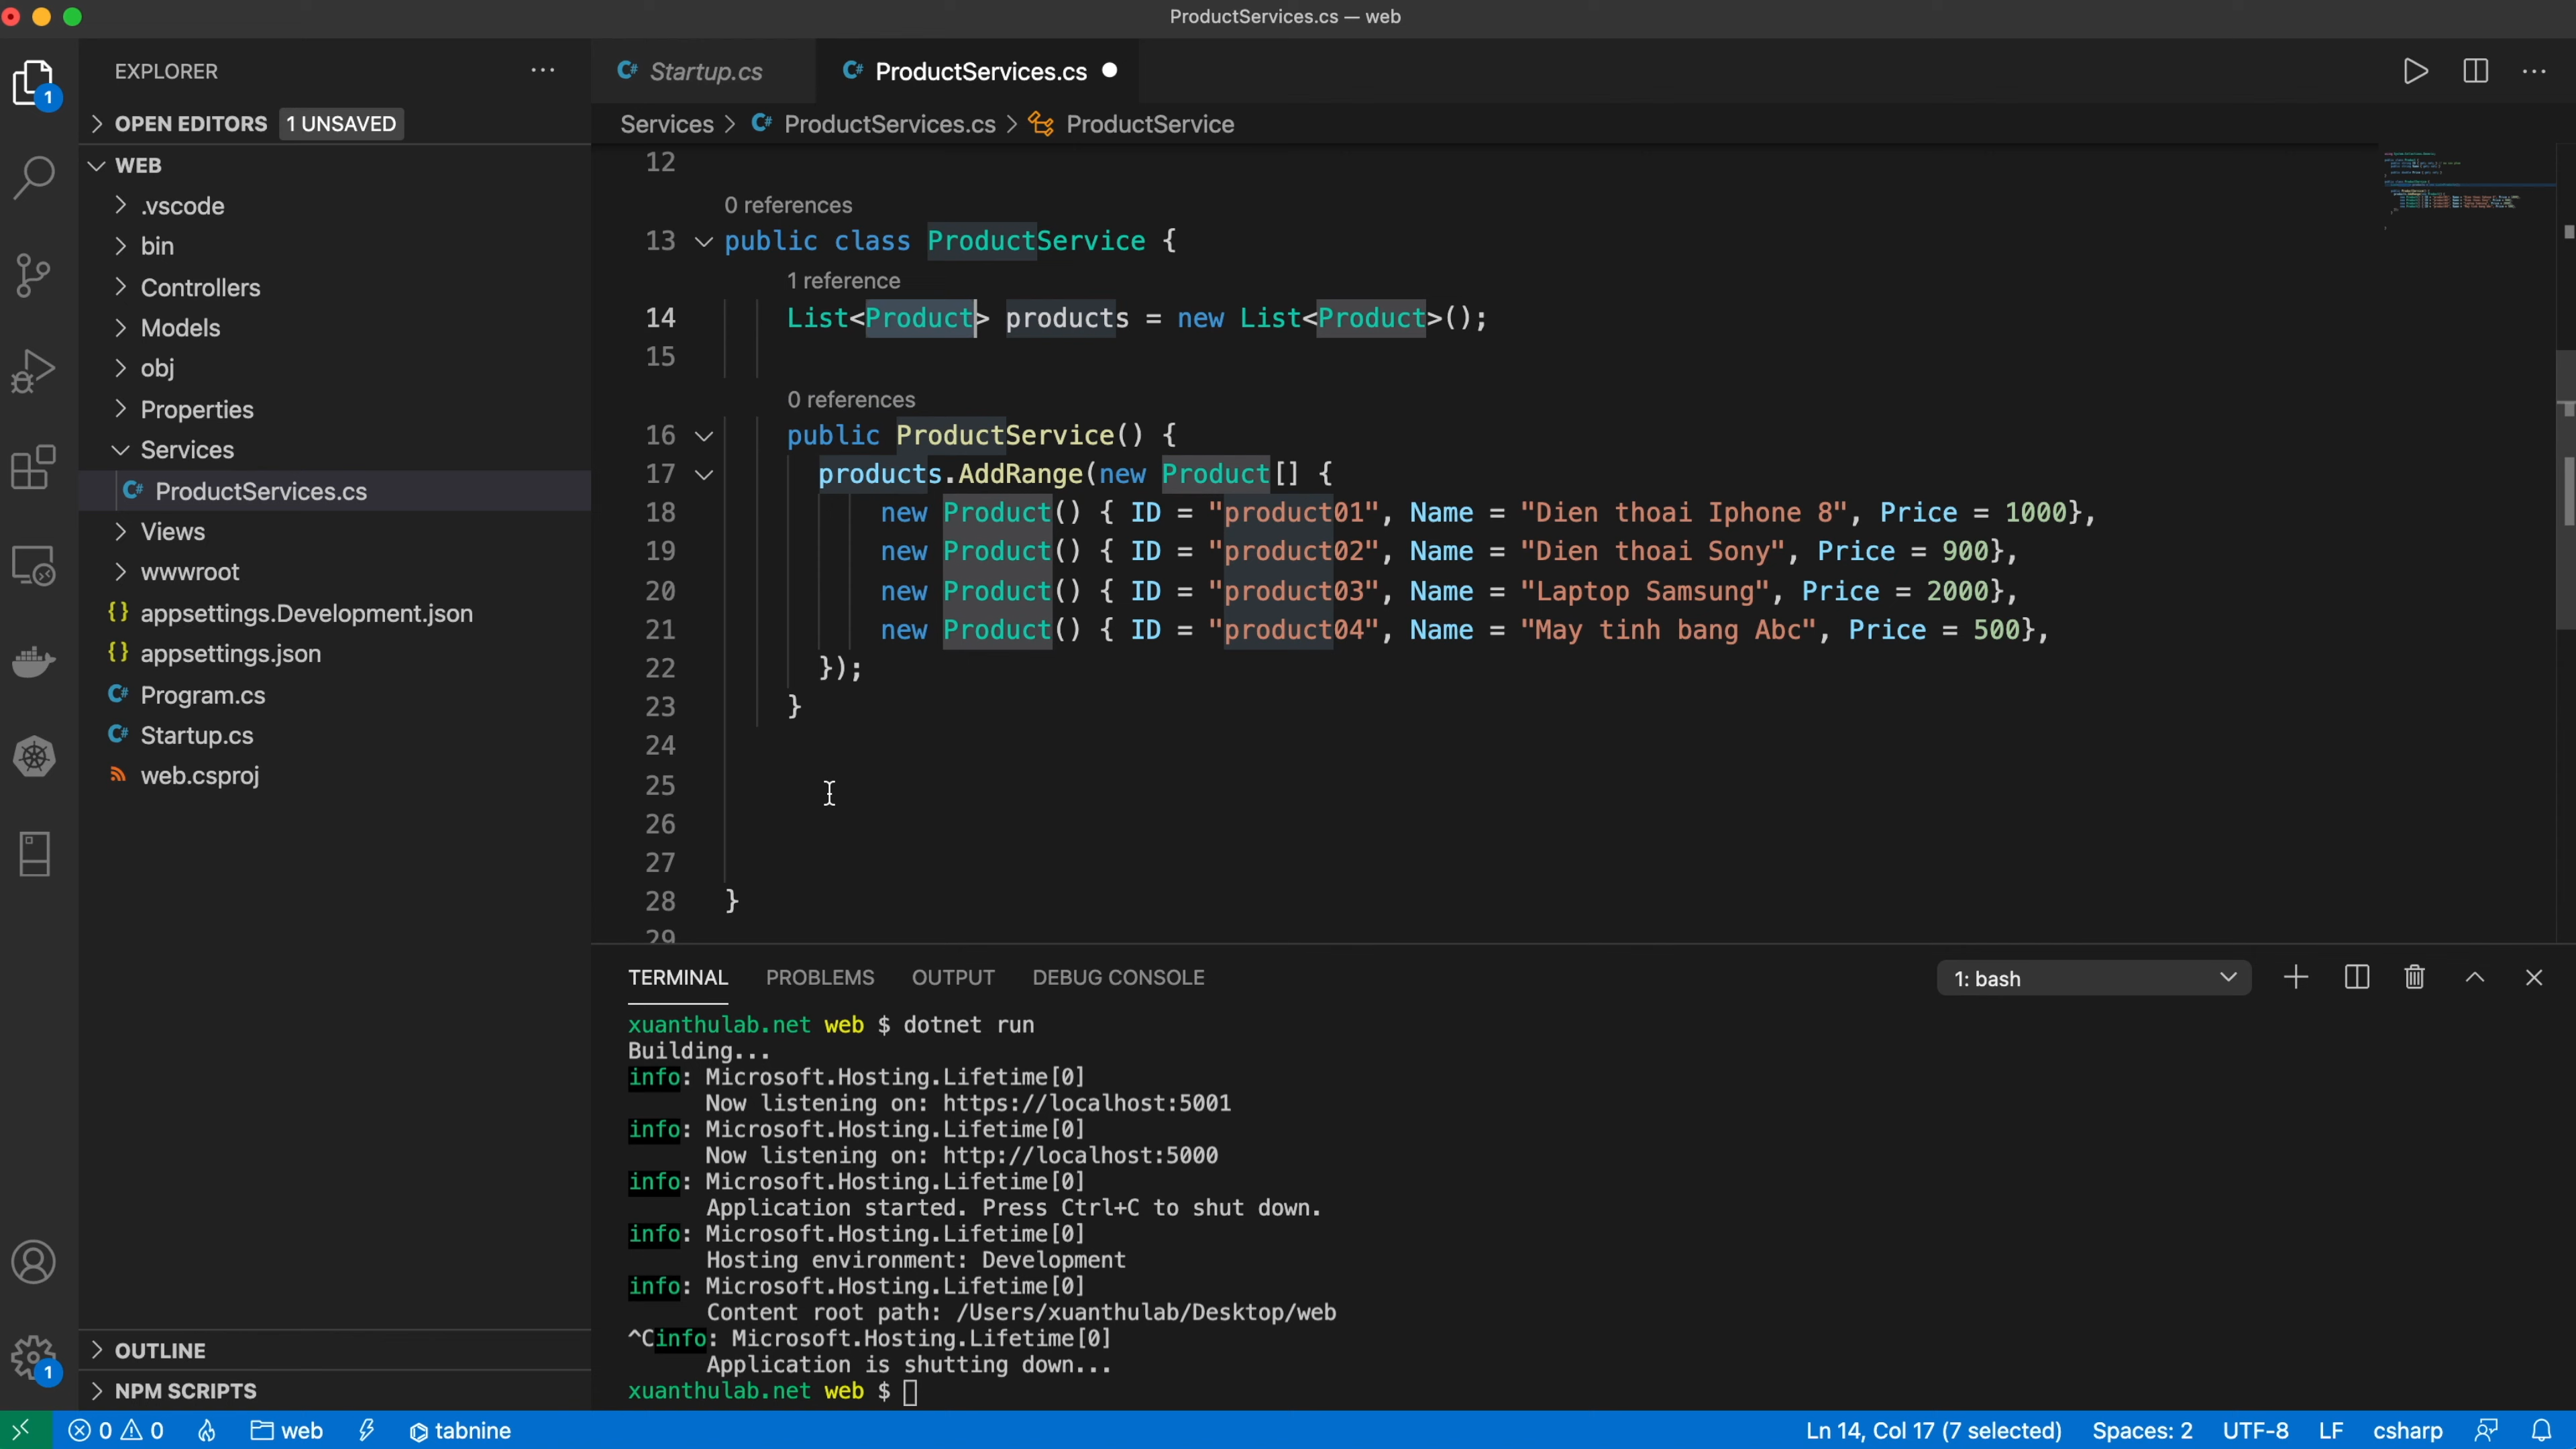 ProductServices.cs — web
EXPLORER
Startup.cs
ProductServices.cs
1
OPEN EDITORS 1 UNSAVED
Services > ProductServices.cs > ProductService
WEB
.vscode
bin
Controllers
Models
obj
Properties
Services
ProductServices.cs
Views
wwwroot
{} appsettings.Development.json
{} appsettings.json
Program.cs
Startup.cs
web.csproj
OUTLINE
NPM SCRIPTS
1
12
0 references
13 public class ProductService {
1 reference
14 List<Product> products = new List<Product>();
15
0 references
16 public ProductService() {
17 products.AddRange(new Product[] {
18 new Product() { ID = "product01", Name = "Dien thoai Iphone 8", Price = 1000},
19 new Product() { ID = "product02", Name = "Dien thoai Sony", Price = 900},
20 new Product() { ID = "product03", Name = "Laptop Samsung", Price = 2000},
21 new Product() { ID = "product04", Name = "May tinh bang Abc", Price = 500},
22 });
23 }
24
25
26
27
28 }
29
TERMINAL PROBLEMS OUTPUT DEBUG CONSOLE 1: bash
xuanthulab.net web $ dotnet run
Building...
info: Microsoft.Hosting.Lifetime[0]
Now listening on: https://localhost:5001
info: Microsoft.Hosting.Lifetime[0]
Now listening on: http://localhost:5000
info: Microsoft.Hosting.Lifetime[0]
Application started. Press Ctrl+C to shut down.
info: Microsoft.Hosting.Lifetime[0]
Hosting environment: Development
info: Microsoft.Hosting.Lifetime[0]
Content root path: /Users/xuanthulab/Desktop/web
^Cinfo: Microsoft.Hosting.Lifetime[0]
Application is shutting down...
xuanthulab.net web $
0 0 web tabnine Ln 14, Col 17 (7 selected) Spaces: 2 UTF-8 LF csharp